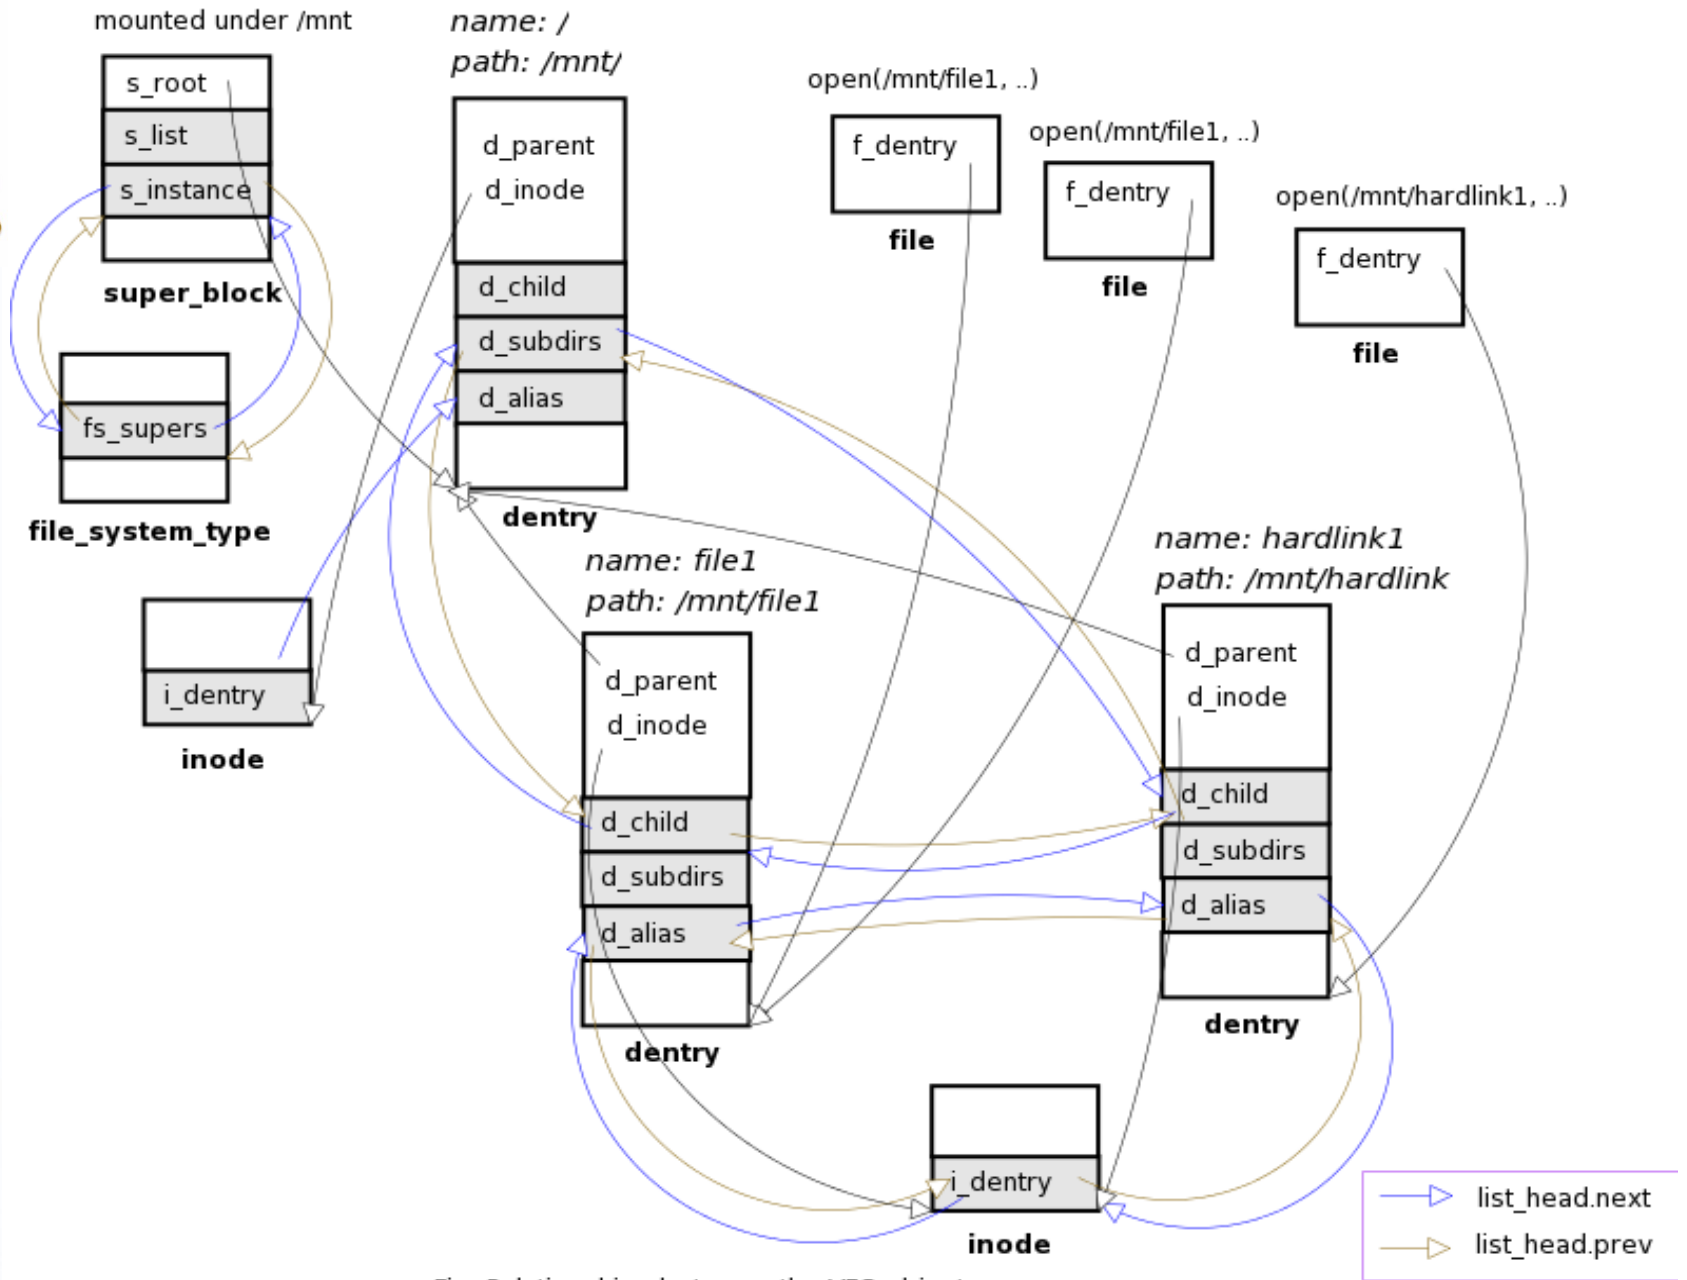 mounted under /mnt
s_root
s_list
s_instance
super_block
fs_supers
file_system_type
i_dentry
inode
name: /
path: /mnt/
d_parent
d_inode
d_child
d_subdirs
d_alias
dentry
open(/mnt/file1, ..)
f_dentry
file
open(/mnt/file1, ..)
f_dentry
file
open(/mnt/hardlink1, ..)
f_dentry
file
name: file1
path: /mnt/file1
d_parent
d_inode
d_child
d_subdirs
d_alias
dentry
name: hardlink1
path: /mnt/hardlink
d_parent
d_inode
d_child
d_subdirs
d_alias
dentry
i_dentry
inode
list_head.next
list_head.prev